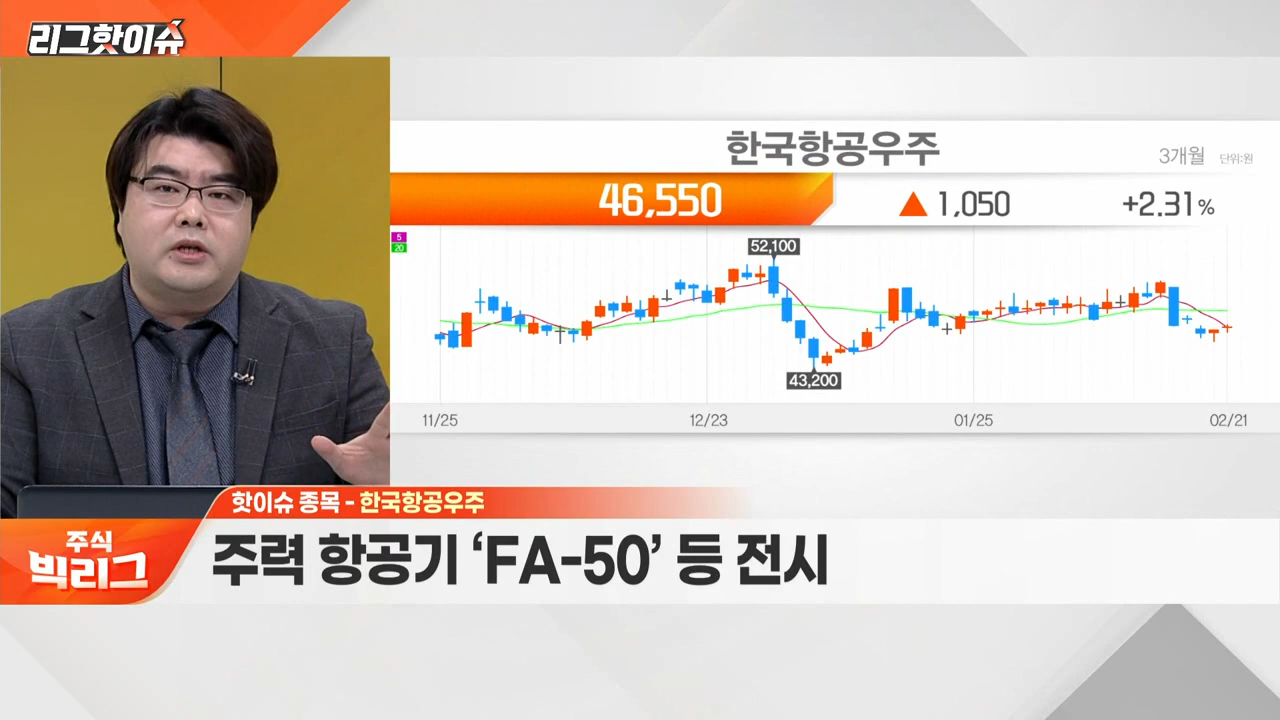 리그핫이슈
한국항공우주
3개월 단위:원
46,550 ▲ 1,050 +2.31%
5
20
52,100
43,200
11/25 12/23 01/25 02/21
핫이슈 종목 - 한국항공우주
주식
빅리그
주력 항공기 ‘FA-50’ 등 전시